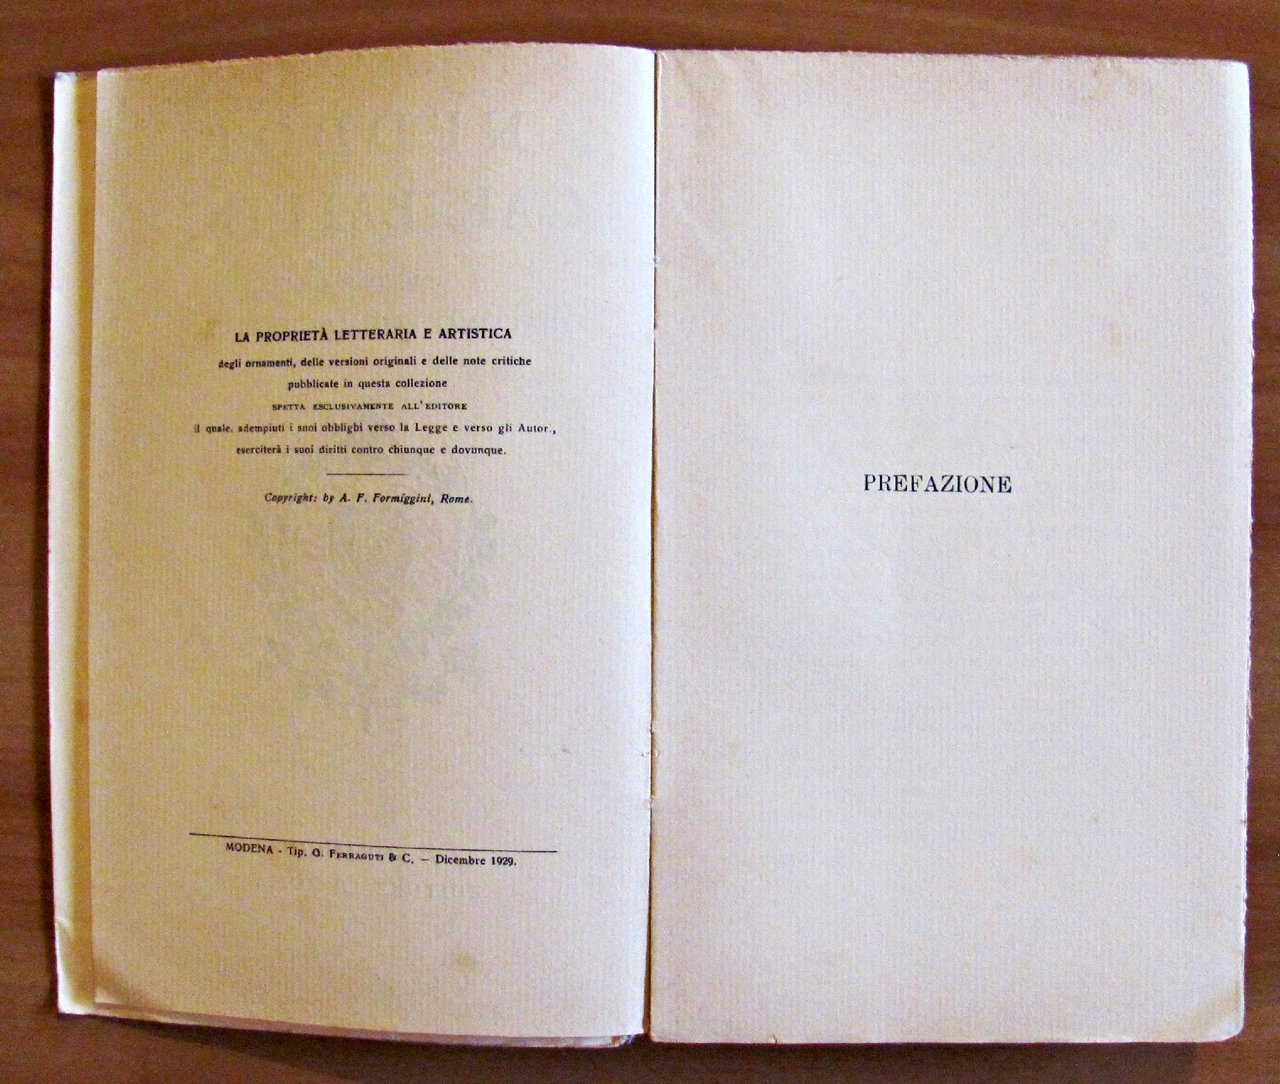 LA PROPRIETÀ LETTERARIA E ARTISTICA
degli ornamenti, delle versioni originali e delle note critiche
pubblicate in questa collezione
SPETTA ESCLUSIVAMENTE ALL'EDITORE
il quale, adempiuti i suoi obblighi verso la Legge e verso gli Autori,
eserciterà i suoi diritti contro chiunque e dovunque.
Copyright: by A. F. Formíggini, Rome.
MODENA - Tip. G. FERRAGUTI & C. — Dicembre 1929.
PREFAZIONE